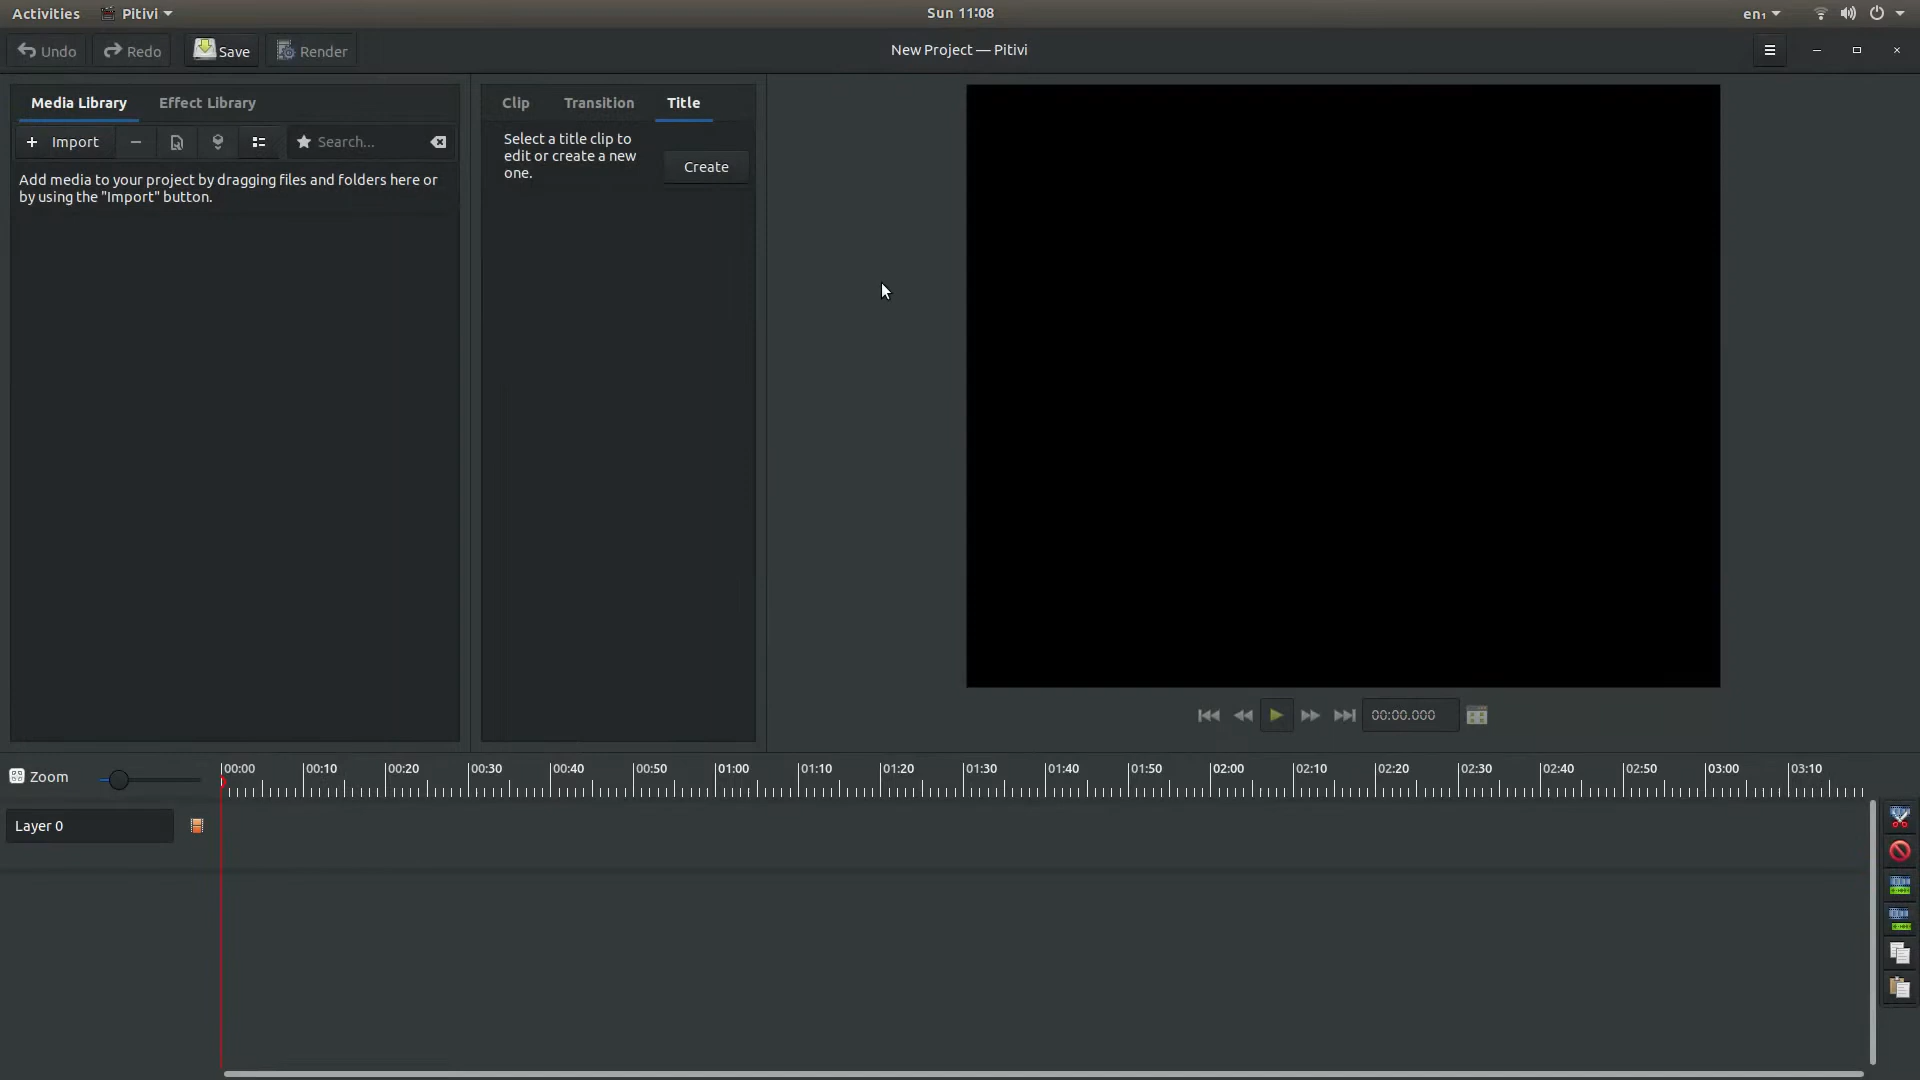 Activities
Pitivi
Sun 11:08
en₁
Undo
Redo
Save
Render
New Project — Pitivi
Media Library
Effect Library
Import
Search...
Add media to your project by dragging files and folders here or
by using the "Import" button.
Clip
Transition
Title
Select a title clip to
edit or create a new
one.
Create
00:00.000
Zoom
00:00
00:10
00:20
00:30
00:40
00:50
01:00
01:10
01:20
01:30
01:40
01:50
02:00
02:10
02:20
02:30
02:40
02:50
03:00
03:10
Layer 0